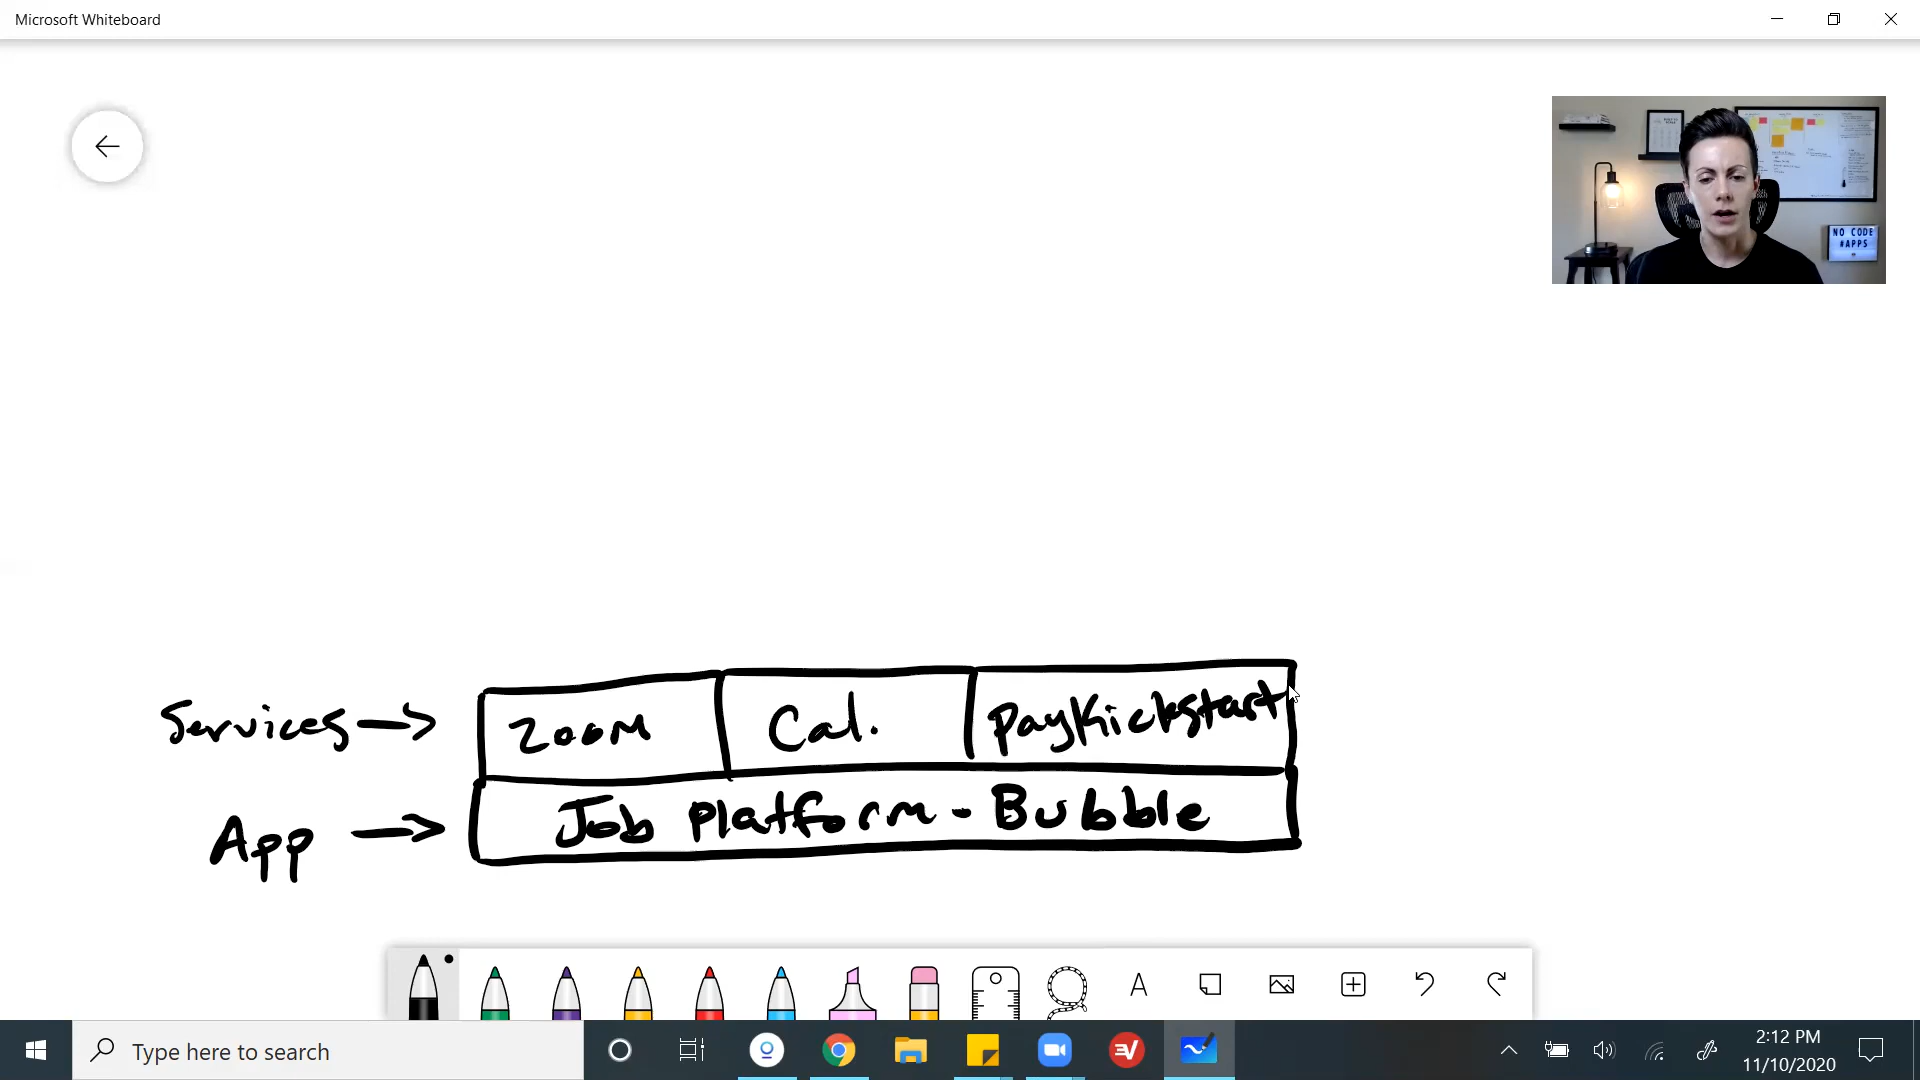 Microsoft Whiteboard
NO CODE
#APPS
Services → Zoom Cal. PayKickstart
App → Job Platform - Bubble
A
Type here to search
2:12 PM
11/10/2020